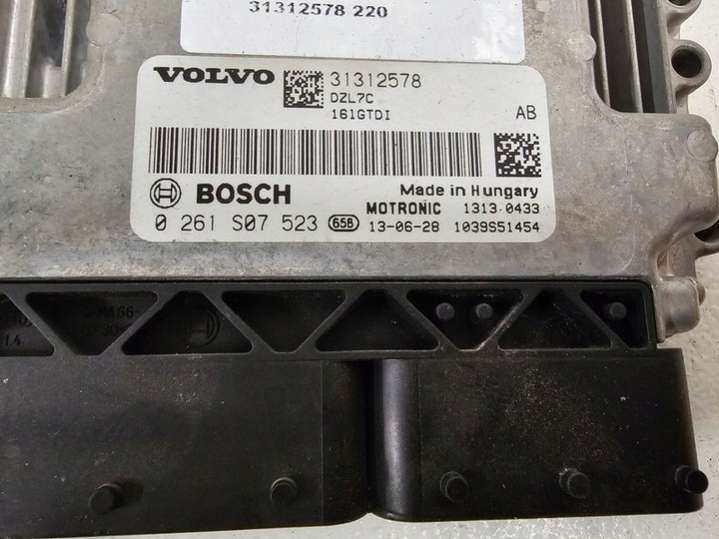 31312578 220
VOLVO 31312578
DZL7C
161GTDI AB
BOSCH Made in Hungary
MOTRONIC 1313.0433
0 261 S07 523 65B 13-06-28 1039S51454